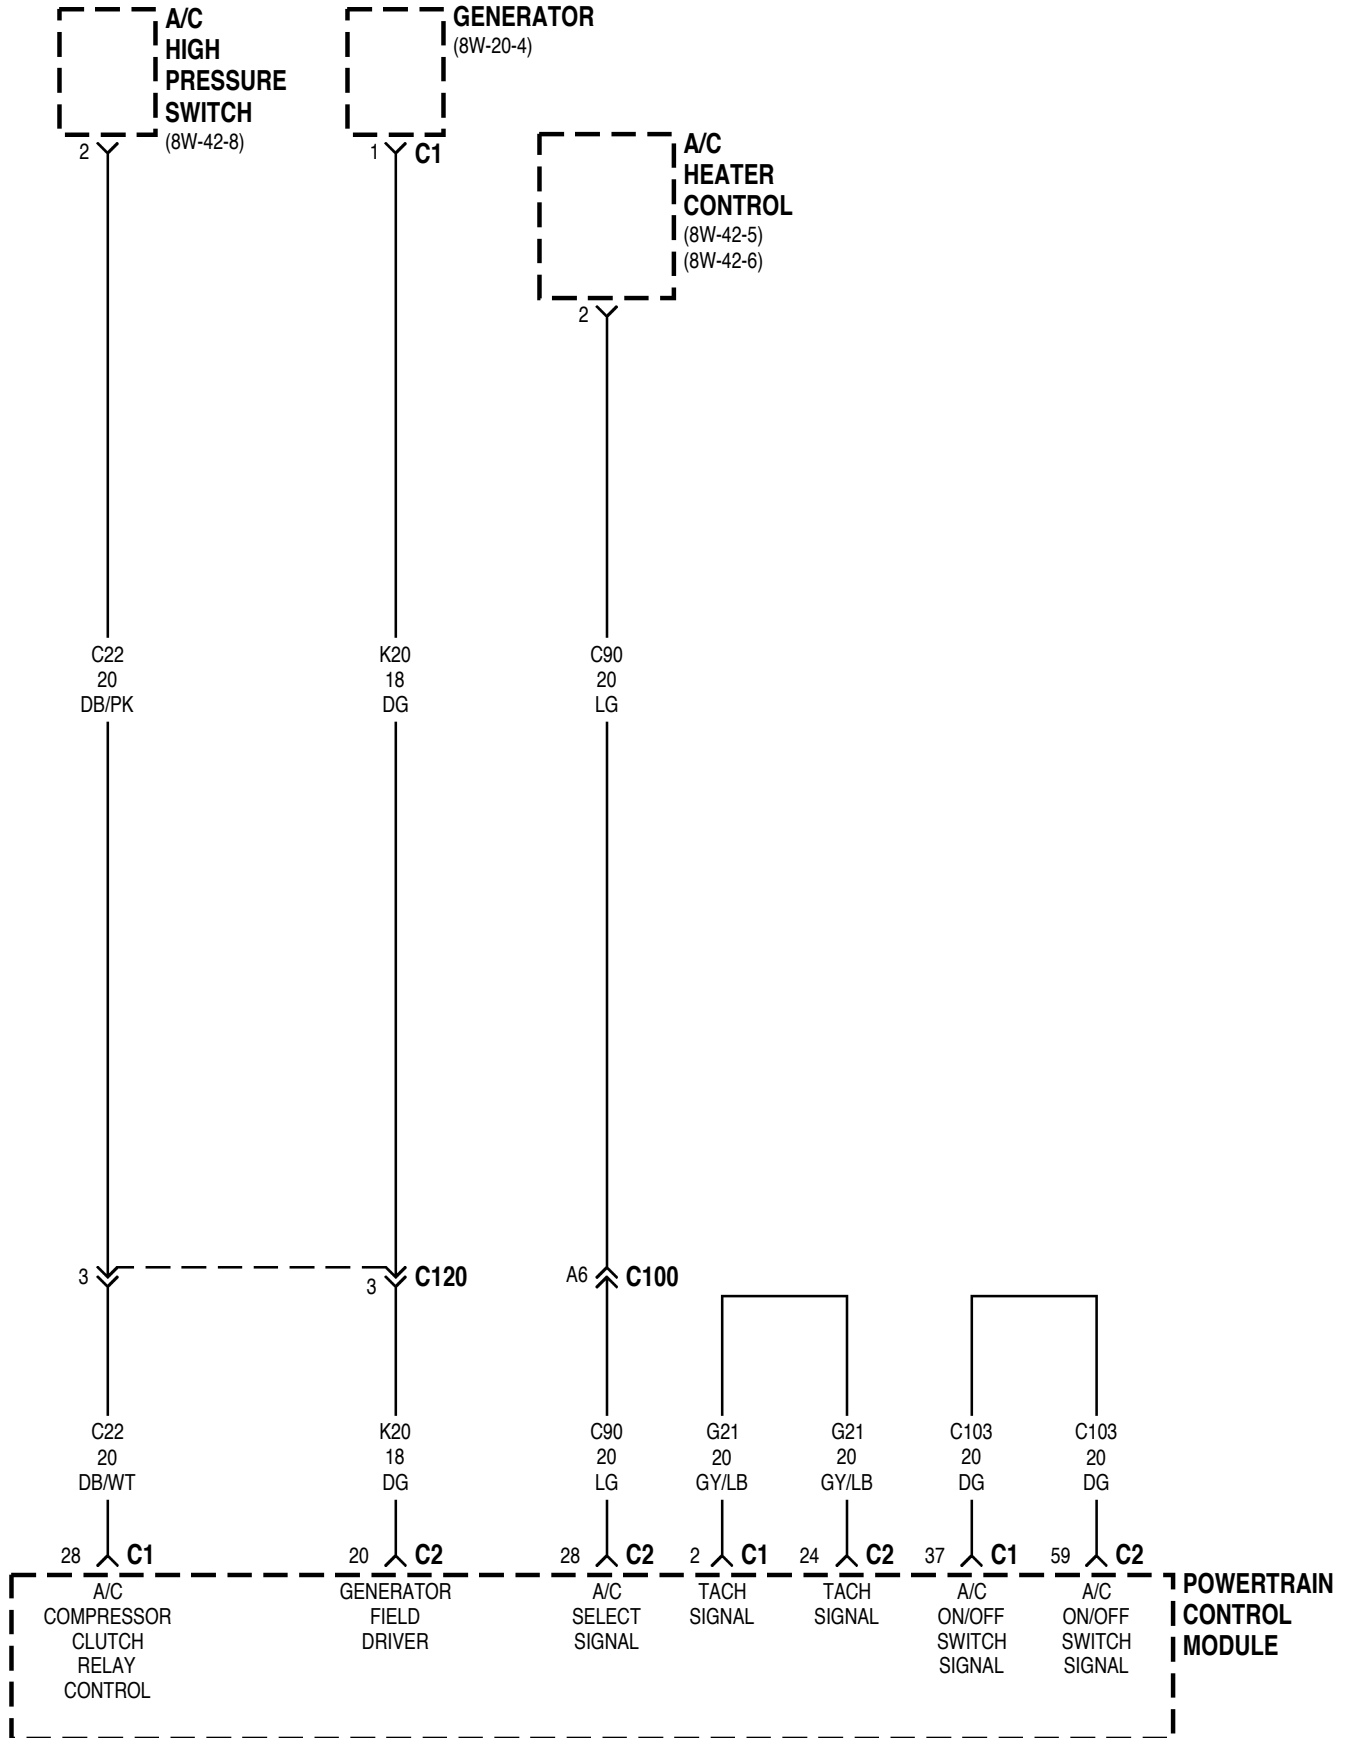 A/C
HIGH
PRESSURE
SWITCH
(8W-42-8)
2
GENERATOR
(8W-20-4)
1 C1
A/C
HEATER
CONTROL
(8W-42-5)
(8W-42-6)
2
C22
20
DB/PK
K20
18
DG
C90
20
LG
3
3 C120
A6 C100
C22
20
DB/WT
K20
18
DG
C90
20
LG
G21
20
GY/LB
G21
20
GY/LB
C103
20
DG
C103
20
DG
28 C1
20 C2
28 C2
2 C1
24 C2
37 C1
59 C2
A/C
COMPRESSOR
CLUTCH
RELAY
CONTROL
GENERATOR
FIELD
DRIVER
A/C
SELECT
SIGNAL
TACH
SIGNAL
TACH
SIGNAL
A/C
ON/OFF
SWITCH
SIGNAL
A/C
ON/OFF
SWITCH
SIGNAL
POWERTRAIN
CONTROL
MODULE